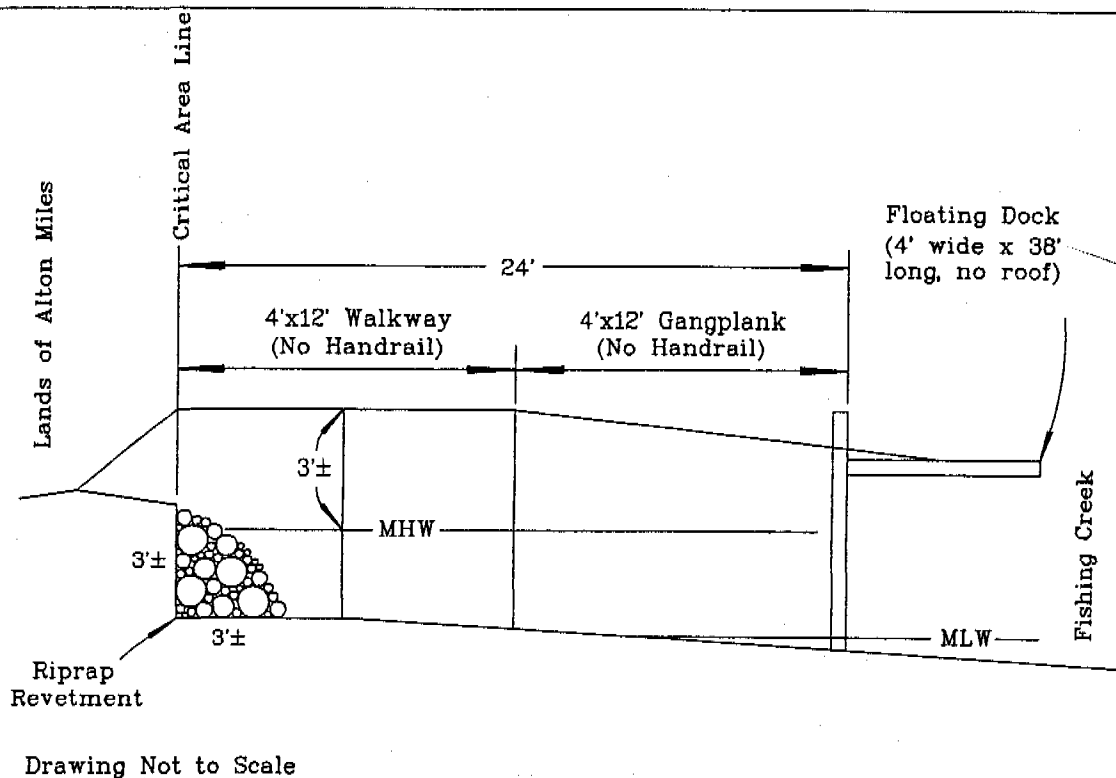 Critical Area Line
Lands of Alton Miles
Floating Dock
(4' wide x 38'
long, no roof)
24'
4'x12' Walkway
(No Handrail)
4'x12' Gangplank
(No Handrail)
3'±
MHW
3'±
3'±
MLW
Fishing Creek
Riprap
Revetment
Drawing Not to Scale